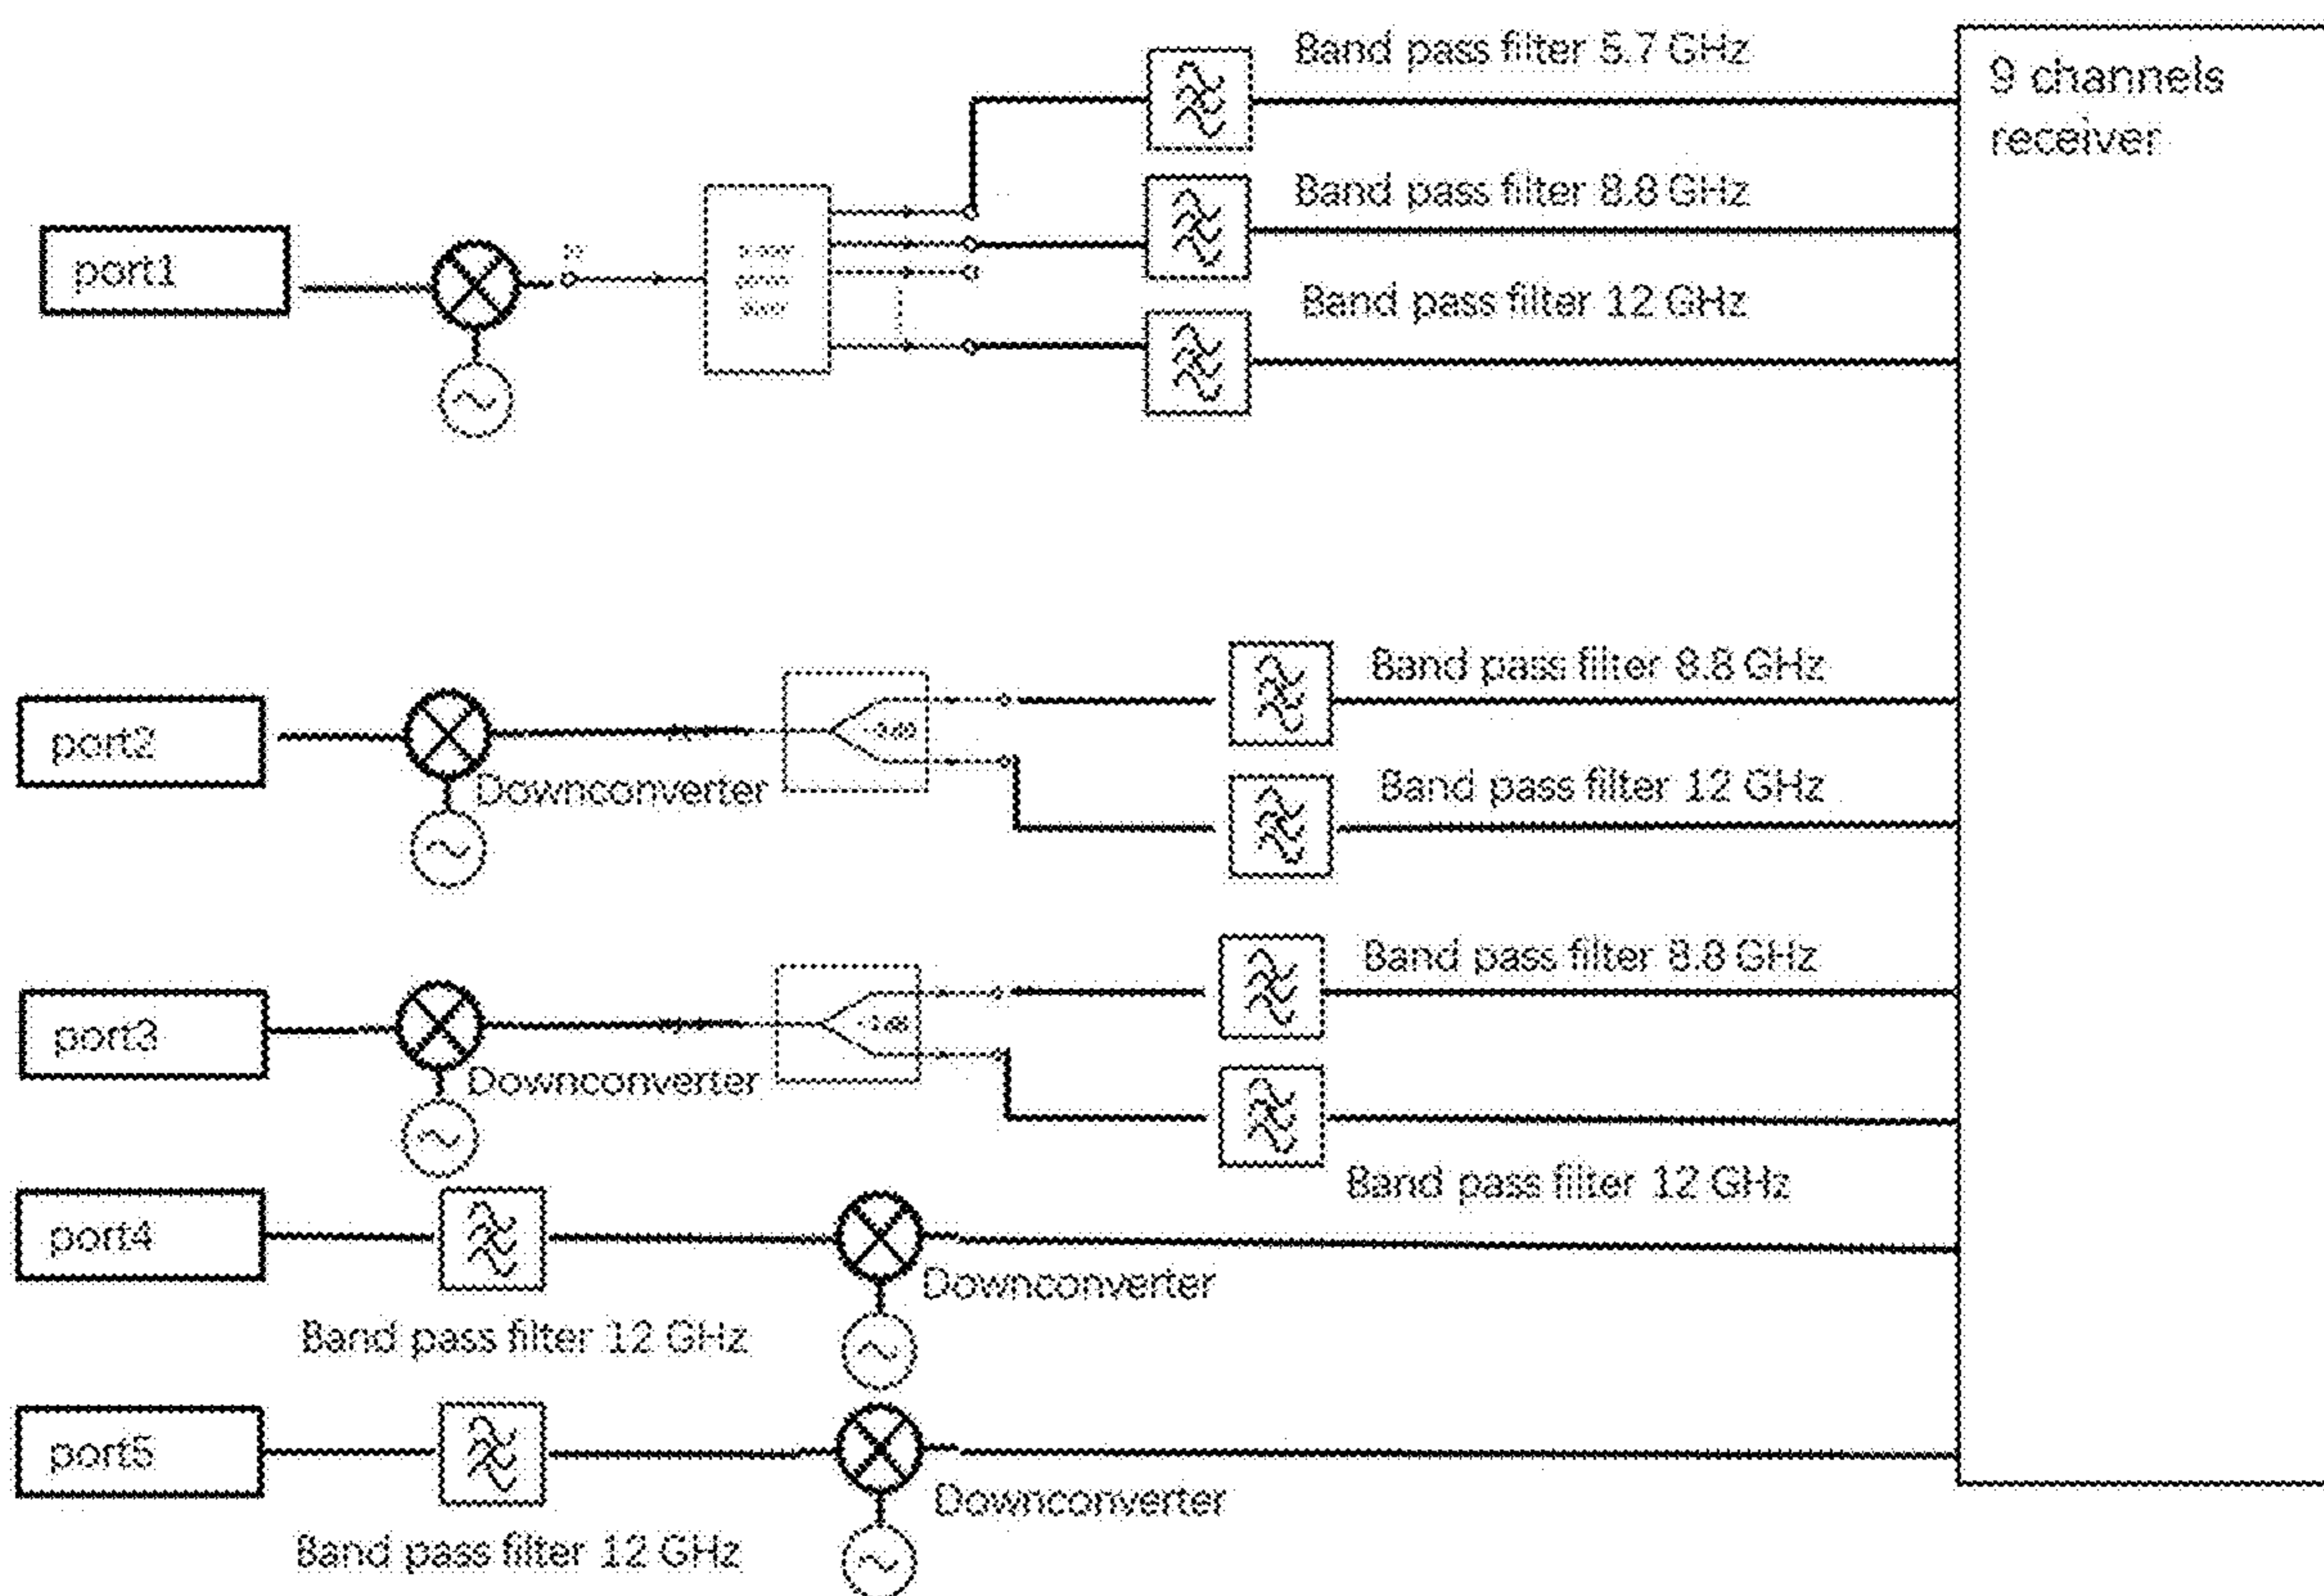 Band pass filter 5.7 GHz
9 channels
receiver
Band pass filter 8.8 GHz
port1
Band pass filter 12 GHz
Band pass filter 8.8 GHz
port2
Downconverter
Band pass filter 12 GHz
Band pass filter 8.8 GHz
port3
Downconverter
Band pass filter 12 GHz
port4
Downconverter
Band pass filter 12 GHz
port5
Downconverter
Band pass filter 12 GHz